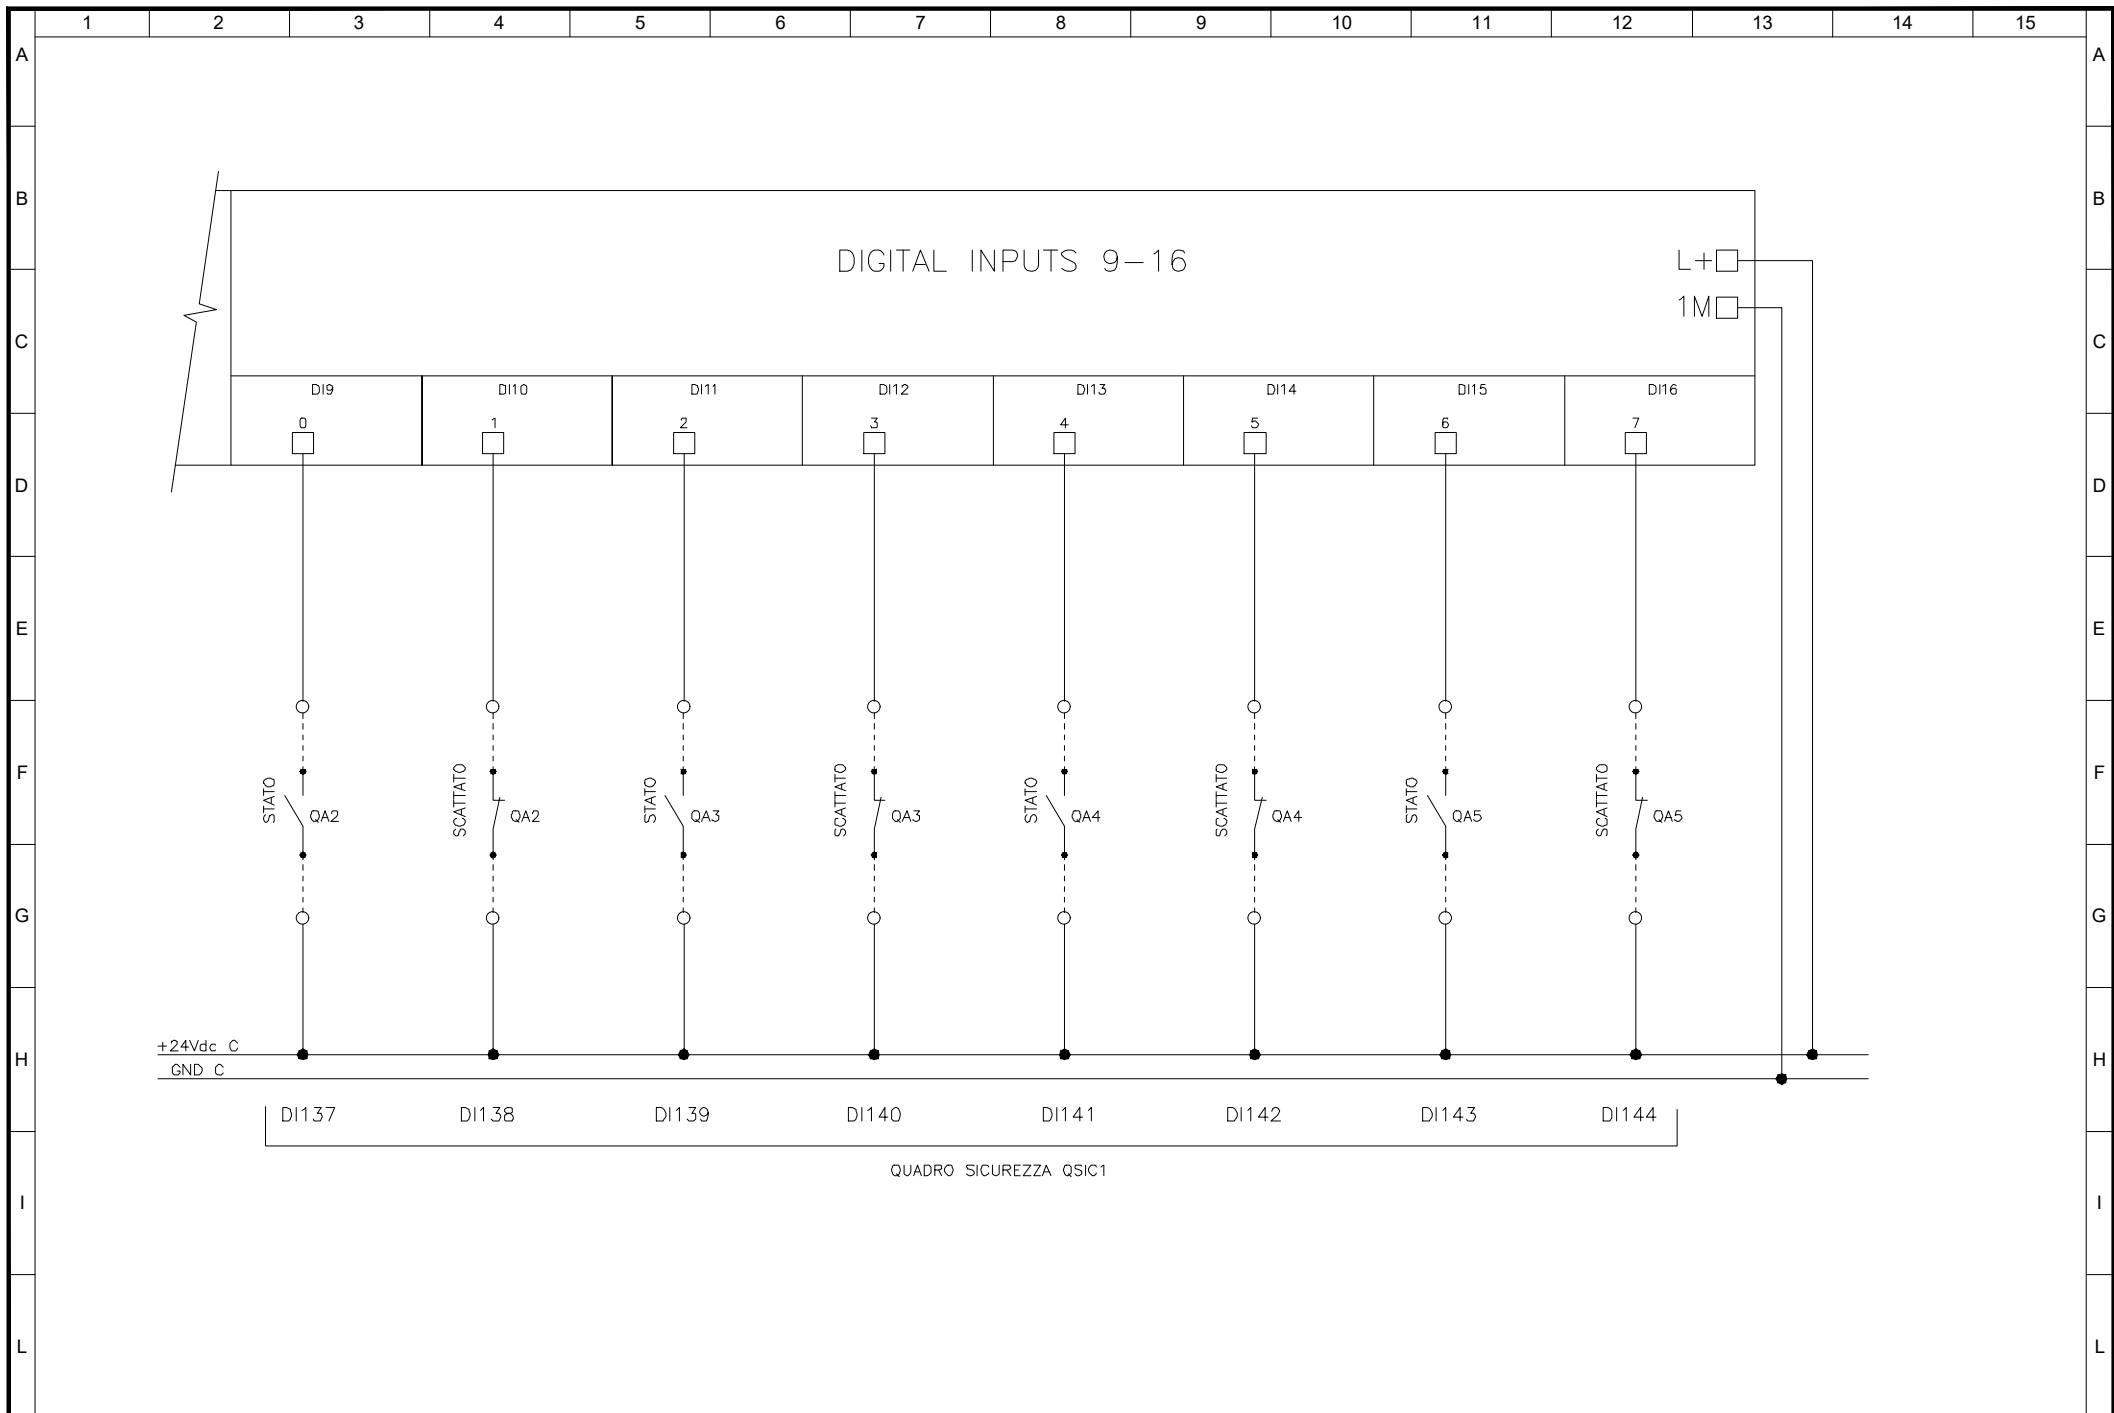 1 2 3 4 5 6 7 8 9 10 11 12 13 14 15
A A
B B
DIGITAL INPUTS 9-16
L+
1M
C C
DI9 DI10 DI11 DI12 DI13 DI14 DI15 DI16
0 1 2 3 4 5 6 7
D D
E E
F F
STATO QA2 SCATTATO QA2 STATO QA3 SCATTATO QA3 STATO QA4 SCATTATO QA4 STATO QA5 SCATTATO QA5
G G
+24Vdc C
H H
GND C
DI137 DI138 DI139 DI140 DI141 DI142 DI143 DI144
QUADRO SICUREZZA QSIC1
I I
L L